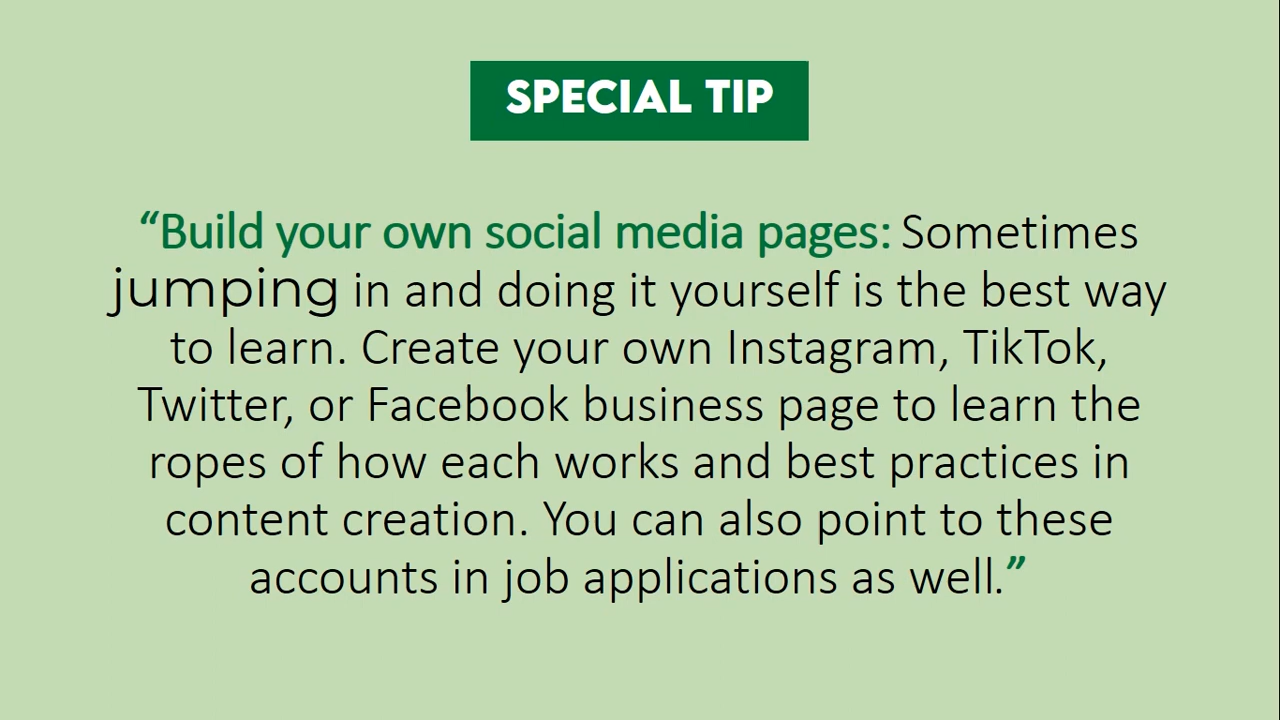 SPECIAL TIP
“Build your own social media pages: Sometimes
jumping in and doing it yourself is the best way
to learn. Create your own Instagram, TikTok,
Twitter, or Facebook business page to learn the
ropes of how each works and best practices in
content creation. You can also point to these
accounts in job applications as well.”